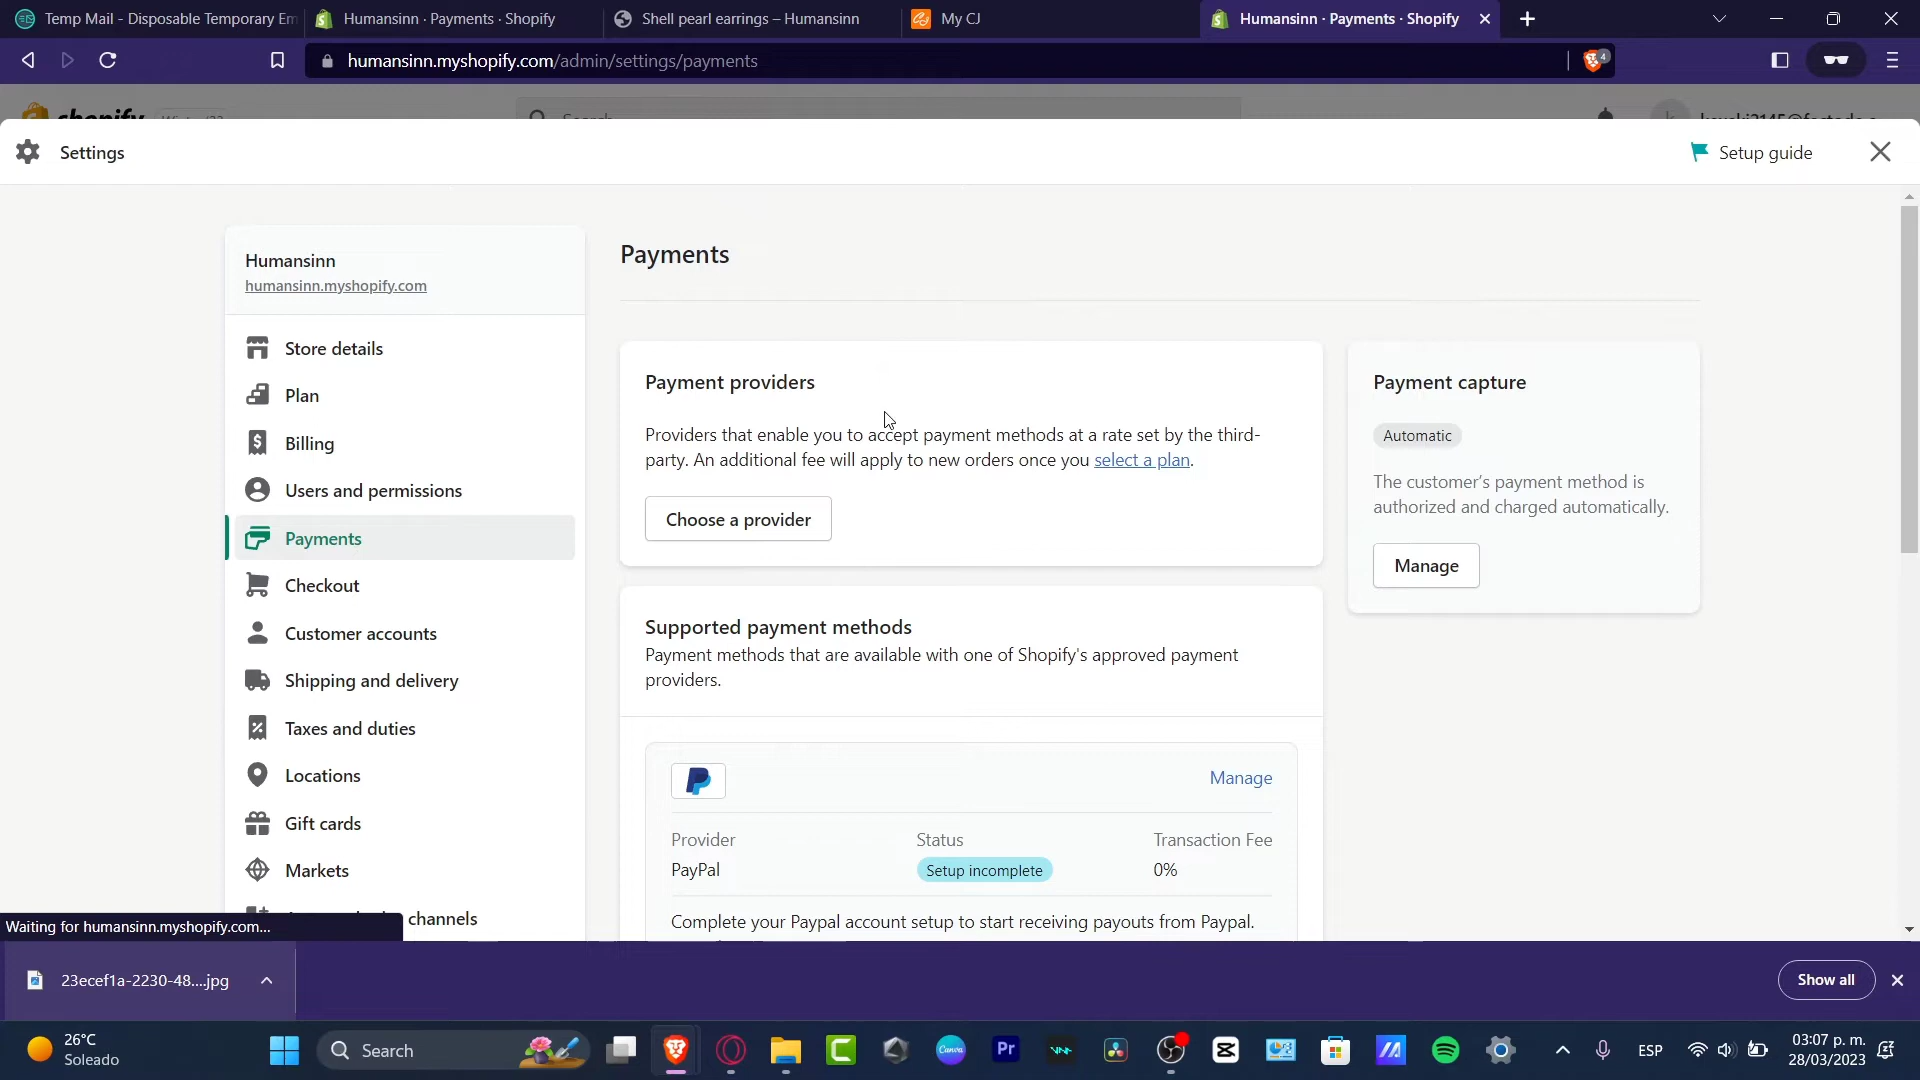 Temp Mail - Disposable Temporary Em
Humansinn · Payments · Shopify
Shell pearl earrings – Humansinn
My CJ
Humansinn · Payments · Shopify
humansinn.myshopify.com/admin/settings/payments
4
shopify
Search
Settings
Setup guide
Humansinn
humansinn.myshopify.com
Store details
Plan
Billing
Users and permissions
Payments
Checkout
Customer accounts
Shipping and delivery
Taxes and duties
Locations
Gift cards
Markets
channels
Payments
Payment providers
Providers that enable you to accept payment methods at a rate set by the third-
party. An additional fee will apply to new orders once you select a plan.
Choose a provider
Supported payment methods
Payment methods that are available with one of Shopify's approved payment
providers.
Manage
Provider
Status
Transaction Fee
PayPal
Setup incomplete
0%
Complete your Paypal account setup to start receiving payouts from Paypal.
Payment capture
Automatic
The customer's payment method is
authorized and charged automatically.
Manage
Waiting for humansinn.myshopify.com...
23ecef1a-2230-48....jpg
Show all
26°C
Soleado
Search
Canva
Pr
ESP
03:07 p. m.
28/03/2023